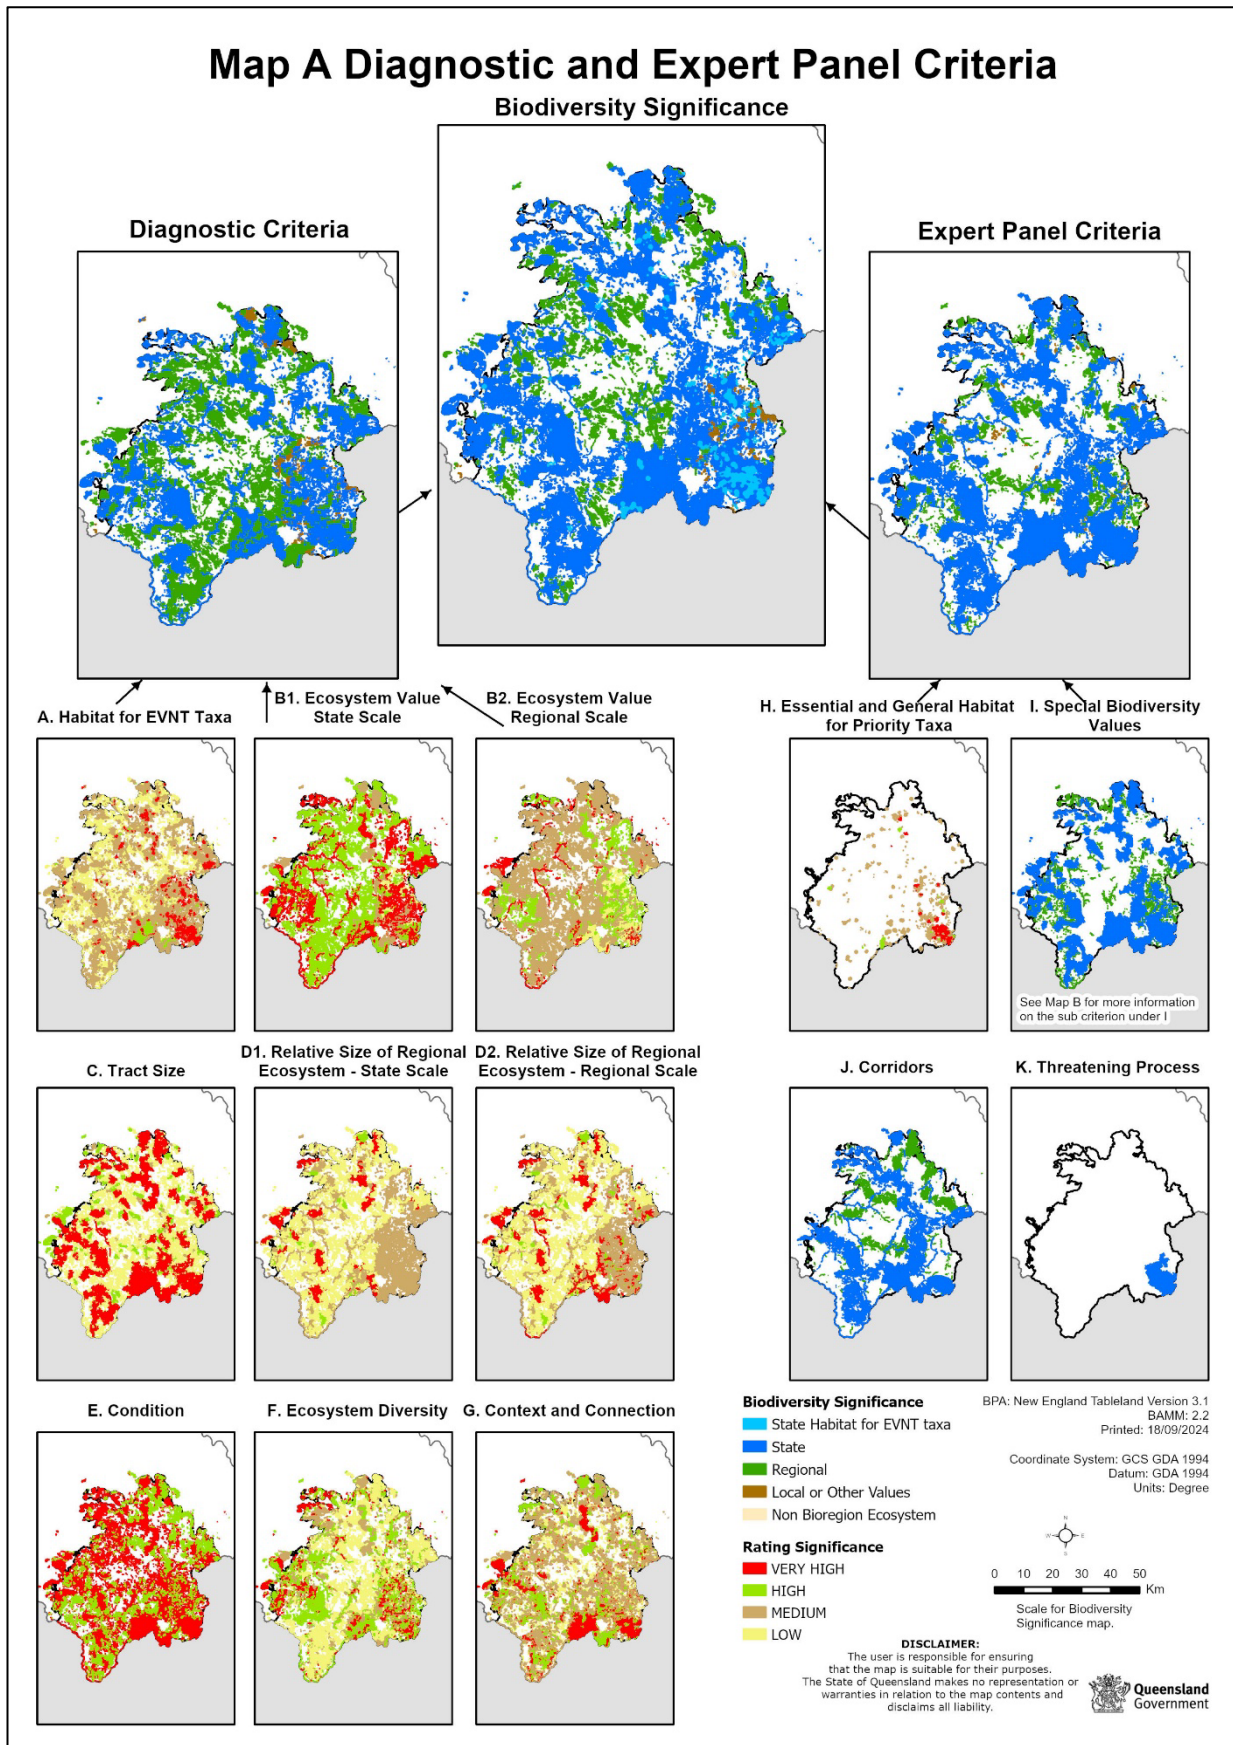 Map A Diagnostic and Expert Panel Criteria
Biodiversity Significance
Diagnostic Criteria
Expert Panel Criteria
A. Habitat for EVNT Taxa
B1. Ecosystem Value
State Scale
B2. Ecosystem Value
Regional Scale
H. Essential and General Habitat
for Priority Taxa
I. Special Biodiversity
Values
See Map B for more information
on the sub criterion under I
C. Tract Size
D1. Relative Size of Regional
Ecosystem - State Scale
D2. Relative Size of Regional
Ecosystem - Regional Scale
J. Corridors
K. Threatening Process
E. Condition
F. Ecosystem Diversity
G. Context and Connection
Biodiversity Significance
State Habitat for EVNT taxa
State
Regional
Local or Other Values
Non Bioregion Ecosystem
Rating Significance
VERY HIGH
HIGH
MEDIUM
LOW
BPA: New England Tableland Version 3.1
BAMM: 2.2
Printed: 18/09/2024
Coordinate System: GCS GDA 1994
Datum: GDA 1994
Units: Degree
N
W E
S
0 10 20 30 40 50
Km
Scale for Biodiversity
Significance map.
DISCLAIMER:
The user is responsible for ensuring
that the map is suitable for their purposes.
The State of Queensland makes no representation or
warranties in relation to the map contents and
disclaims all liability.
Queensland
Government